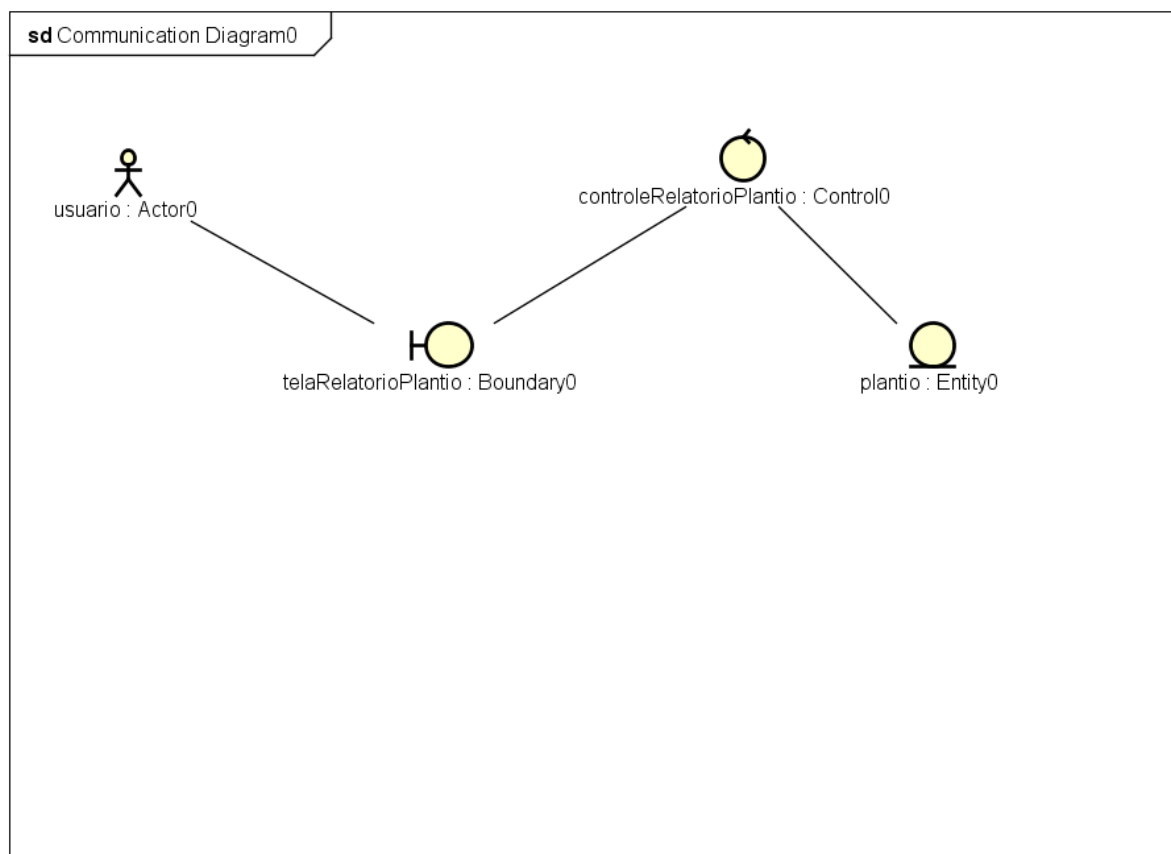 sd Communication Diagram0
usuario : Actor0
controleRelatorioPlantio : Control0
telaRelatorioPlantio : Boundary0
plantio : Entity0